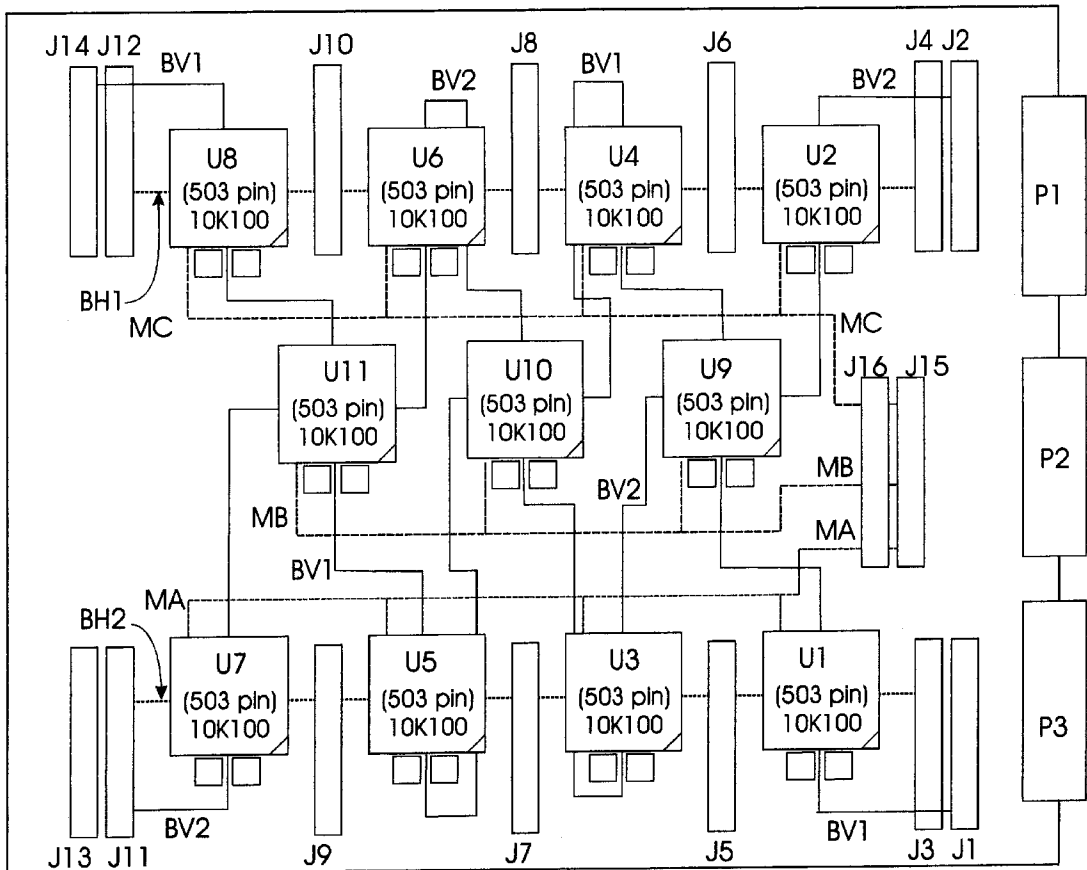 J14 J12 J10 J8 J6 J4 J2
BV1 BV2 BV1 BV2
U8 U6 U4 U2
(503 pin) (503 pin) (503 pin) (503 pin)
10K100 10K100 10K100 10K100
P1
BH1
MC MC
J16 J15
U11 U10 U9
(503 pin) (503 pin) (503 pin)
10K100 10K100 10K100
P2
MB BV2 MB
MA
BV1
MA
BH2
U7 U5 U3 U1
(503 pin) (503 pin) (503 pin) (503 pin)
10K100 10K100 10K100 10K100
P3
BV2 BV1
J13 J11 J9 J7 J5 J3 J1